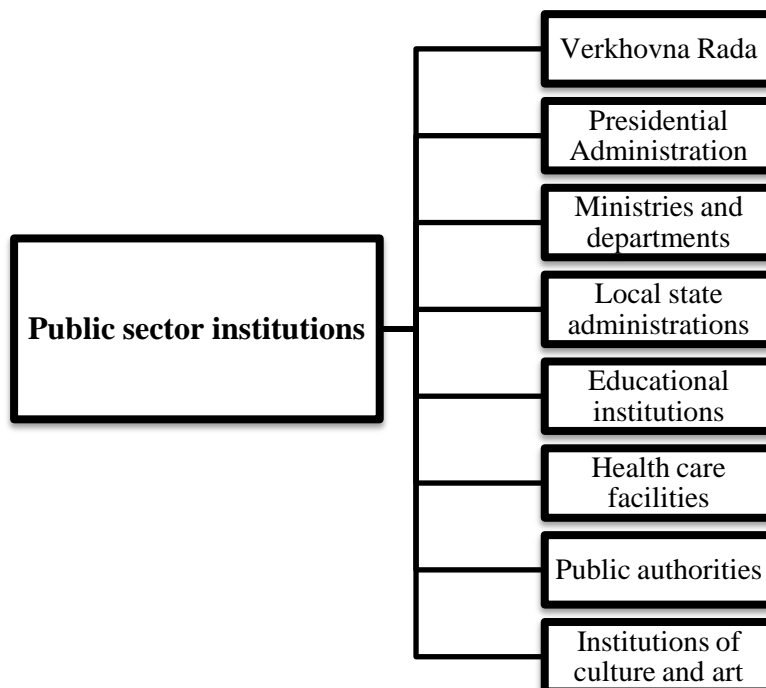 Public sector institutions
Verkhovna Rada
Presidential
Administration
Ministries and
departments
Local state
administrations
Educational
institutions
Health care
facilities
Public authorities
Institutions of
culture and art